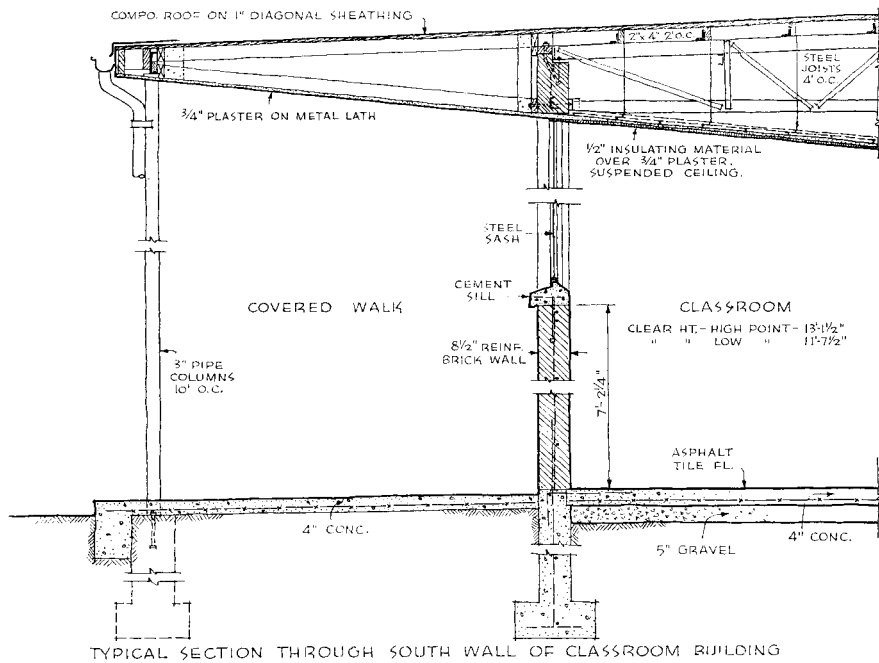 COMPO. ROOF ON 1" DIAGONAL SHEATHING
2"x 4" 2' O.C.
STEEL
JOISTS
4' O.C.
3/4" PLASTER ON METAL LATH
1/2" INSULATING MATERIAL
OVER 3/4" PLASTER.
SUSPENDED CEILING.
STEEL
SASH
CEMENT
SILL
COVERED WALK
CLASSROOM
CLEAR HT.- HIGH POINT - 13'-1 1/2"
" " LOW " 11'-7 1/2"
8 1/2" REINF.
BRICK WALL
3" PIPE
COLUMNS
10' O.C.
7'-2 1/4"
ASPHALT
TILE FL.
4" CONC.
5" GRAVEL
4" CONC.
TYPICAL SECTION THROUGH SOUTH WALL OF CLASSROOM BUILDING